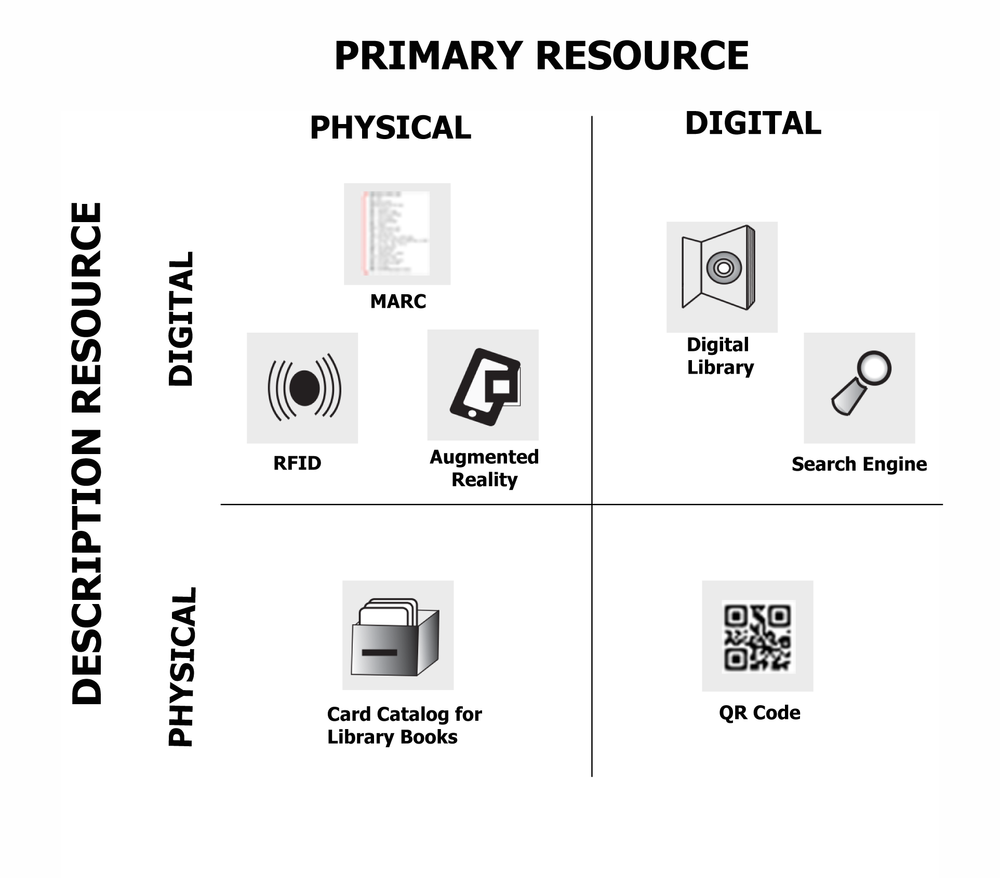 PRIMARY RESOURCE
PHYSICAL
DIGITAL
DESCRIPTION RESOURCE
DIGITAL
MARC
RFID
Augmented
Reality
Digital
Library
Search Engine
PHYSICAL
Card Catalog for
Library Books
QR Code